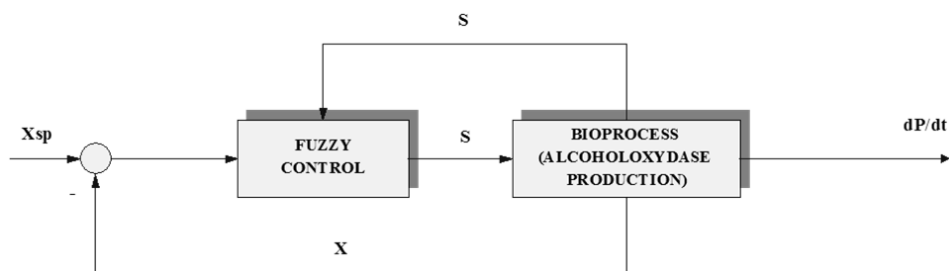 S
Xsp
-
FUZZY
CONTROL
S
BIOPROCESS
(ALCOHOLOXYDASE
PRODUCTION)
dP/dt
X